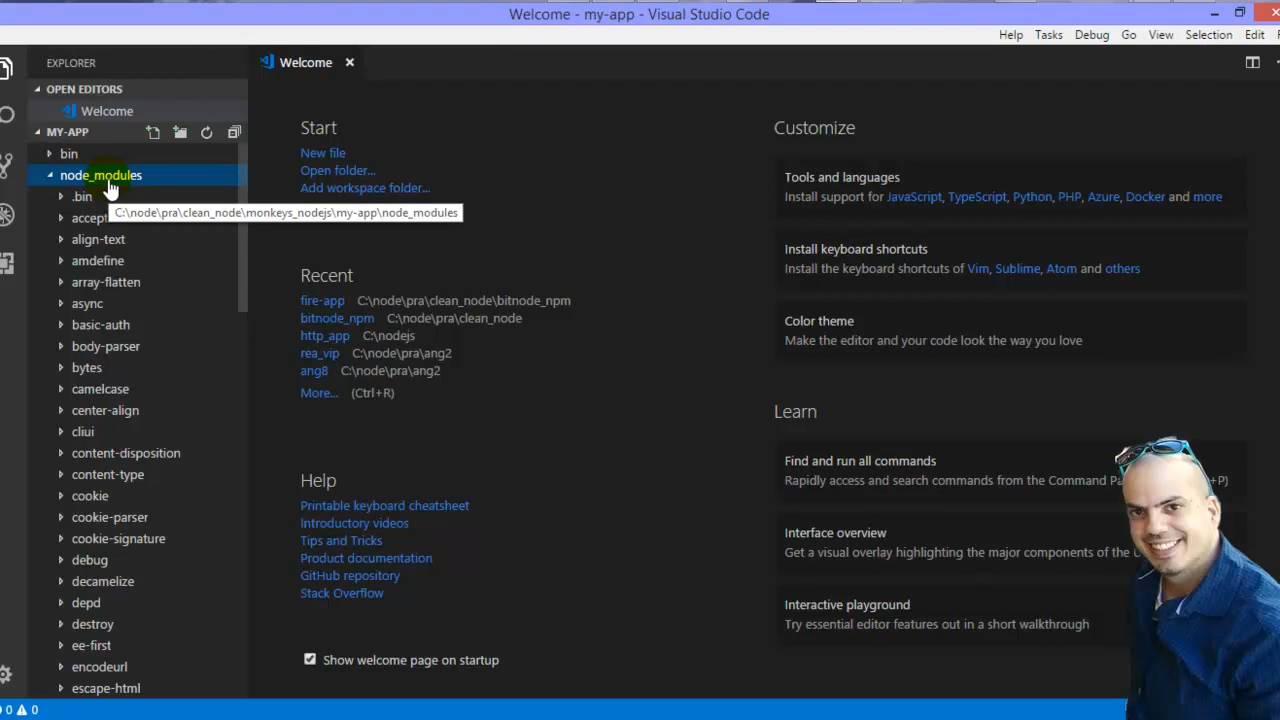 Welcome - my-app - Visual Studio Code
Help Tasks Debug Go View Selection Edit
EXPLORER
OPEN EDITORS
Welcome
MY-APP
bin
node_modules
.bin
C:\node\pra\clean_node\monkeys_nodejs\my-app\node_modules
align-text
amdefine
array-flatten
async
basic-auth
body-parser
bytes
camelcase
center-align
cliui
content-disposition
content-type
cookie
cookie-parser
cookie-signature
debug
decamelize
depd
destroy
ee-first
encodeurl
escape-html
0 0
Welcome
Start
New file
Open folder...
Add workspace folder...
Recent
fire-app C:\node\pra\clean_node\bitnode_npm
bitnode_npm C:\node\pra\clean_node
http_app C:\nodejs
rea_vip C:\node\pra\ang2
ang8 C:\node\pra\ang2
More... (Ctrl+R)
Help
Printable keyboard cheatsheet
Introductory videos
Tips and Tricks
Product documentation
GitHub repository
Stack Overflow
Show welcome page on startup
Customize
Tools and languages
Install support for JavaScript, TypeScript, Python, PHP, Azure, Docker and more
Install keyboard shortcuts
Install the keyboard shortcuts of Vim, Sublime, Atom and others
Color theme
Make the editor and your code look the way you love
Learn
Find and run all commands
Rapidly access and search commands from the Command P +P)
Interface overview
Get a visual overlay highlighting the major components of the
Interactive playground
Try essential editor features out in a short walkthrough